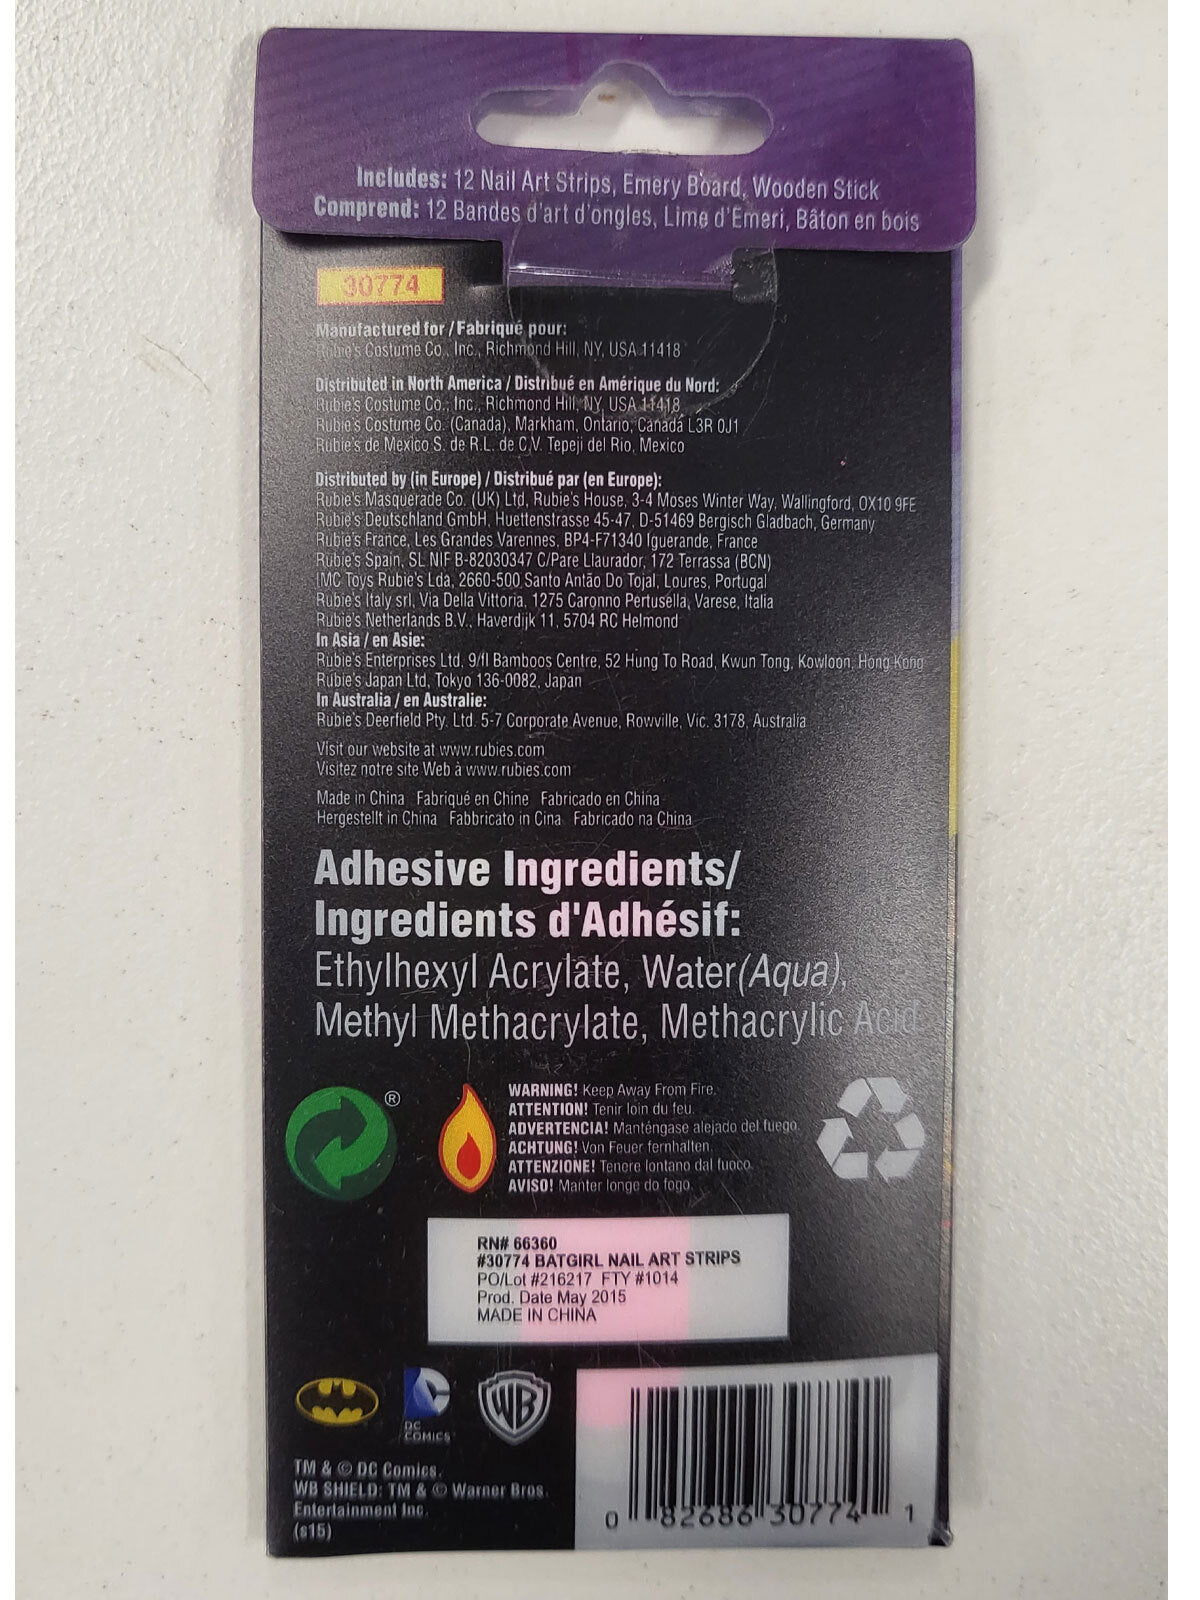 Includes: 12 Nail Art Strips, Emery Board, Wooden Stick
Comprend: 12 Bandes d'art d'ongles, Lime d'Émeri, Bâton en bois
30774
Manufactured for / Fabriqué pour:
Rubie's Costume Co., Inc., Richmond Hill, NY, USA 11418
Distributed in North America / Distribué en Amérique du Nord:
Rubie's Costume Co., Inc., Richmond Hill, NY, USA 11418
Rubie's Costume Co. (Canada), Markham, Ontario, Canada L3R 0J1
Rubie's de Mexico S. de R.L. de C.V. Tepeji del Rio, Mexico
Distributed by (in Europe) / Distribué par (en Europe):
Rubie's Masquerade Co. (UK) Ltd, Rubie's House, 3-4 Moses Winter Way, Wallingford, OX10 9FE
Rubie's Deutschland GmbH, Huettenstrasse 45-47, D-51469 Bergisch Gladbach, Germany
Rubie's France, Les Grandes Varennes, BP4-F71340 Iguerande, France
Rubie's Spain, SL NIF B-82030347 C/Pare Llaurador, 172 Terrassa (BCN)
IMC Toys Rubie's Lda, 2660-500 Santo Antão Do Tojal, Loures, Portugal
Rubie's Italy srl, Via Della Vittoria, 1275 Caronno Pertusella, Varese, Italia
Rubie's Netherlands B.V., Haverdijk 11, 5704 RC Helmond
In Asia / en Asie:
Rubie's Enterprises Ltd, 9/fl Bamboos Centre, 52 Hung To Road, Kwun Tong, Kowloon, Hong Kong
Rubie's Japan Ltd, Tokyo 136-0082, Japan
In Australia / en Australie:
Rubie's Deerfield Pty. Ltd. 5-7 Corporate Avenue, Rowville, Vic. 3178, Australia
Visit our website at www.rubies.com
Visitez notre site Web à www.rubies.com
Made in China Fabriqué en Chine Fabricado en China
Hergestellt in China Fabbricato in Cina Fabricado na China
Adhesive Ingredients/
Ingredients d'Adhésif:
Ethylhexyl Acrylate, Water(Aqua),
Methyl Methacrylate, Methacrylic Acid
®
WARNING! Keep Away From Fire.
ATTENTION! Tenir loin du feu.
ADVERTENCIA! Manténgase alejado del fuego.
ACHTUNG! Von Feuer fernhalten.
ATTENZIONE! Tenere lontano dal fuoco.
AVISO! Manter longe do fogo.
RN# 66360
#30774 BATGIRL NAIL ART STRIPS
PO/Lot #216217 FTY #1014
Prod. Date May 2015
MADE IN CHINA
DC
COMICS
WB
TM & © DC Comics.
WB SHIELD: TM & © Warner Bros.
Entertainment Inc.
(s15)
0 82686 30774 1